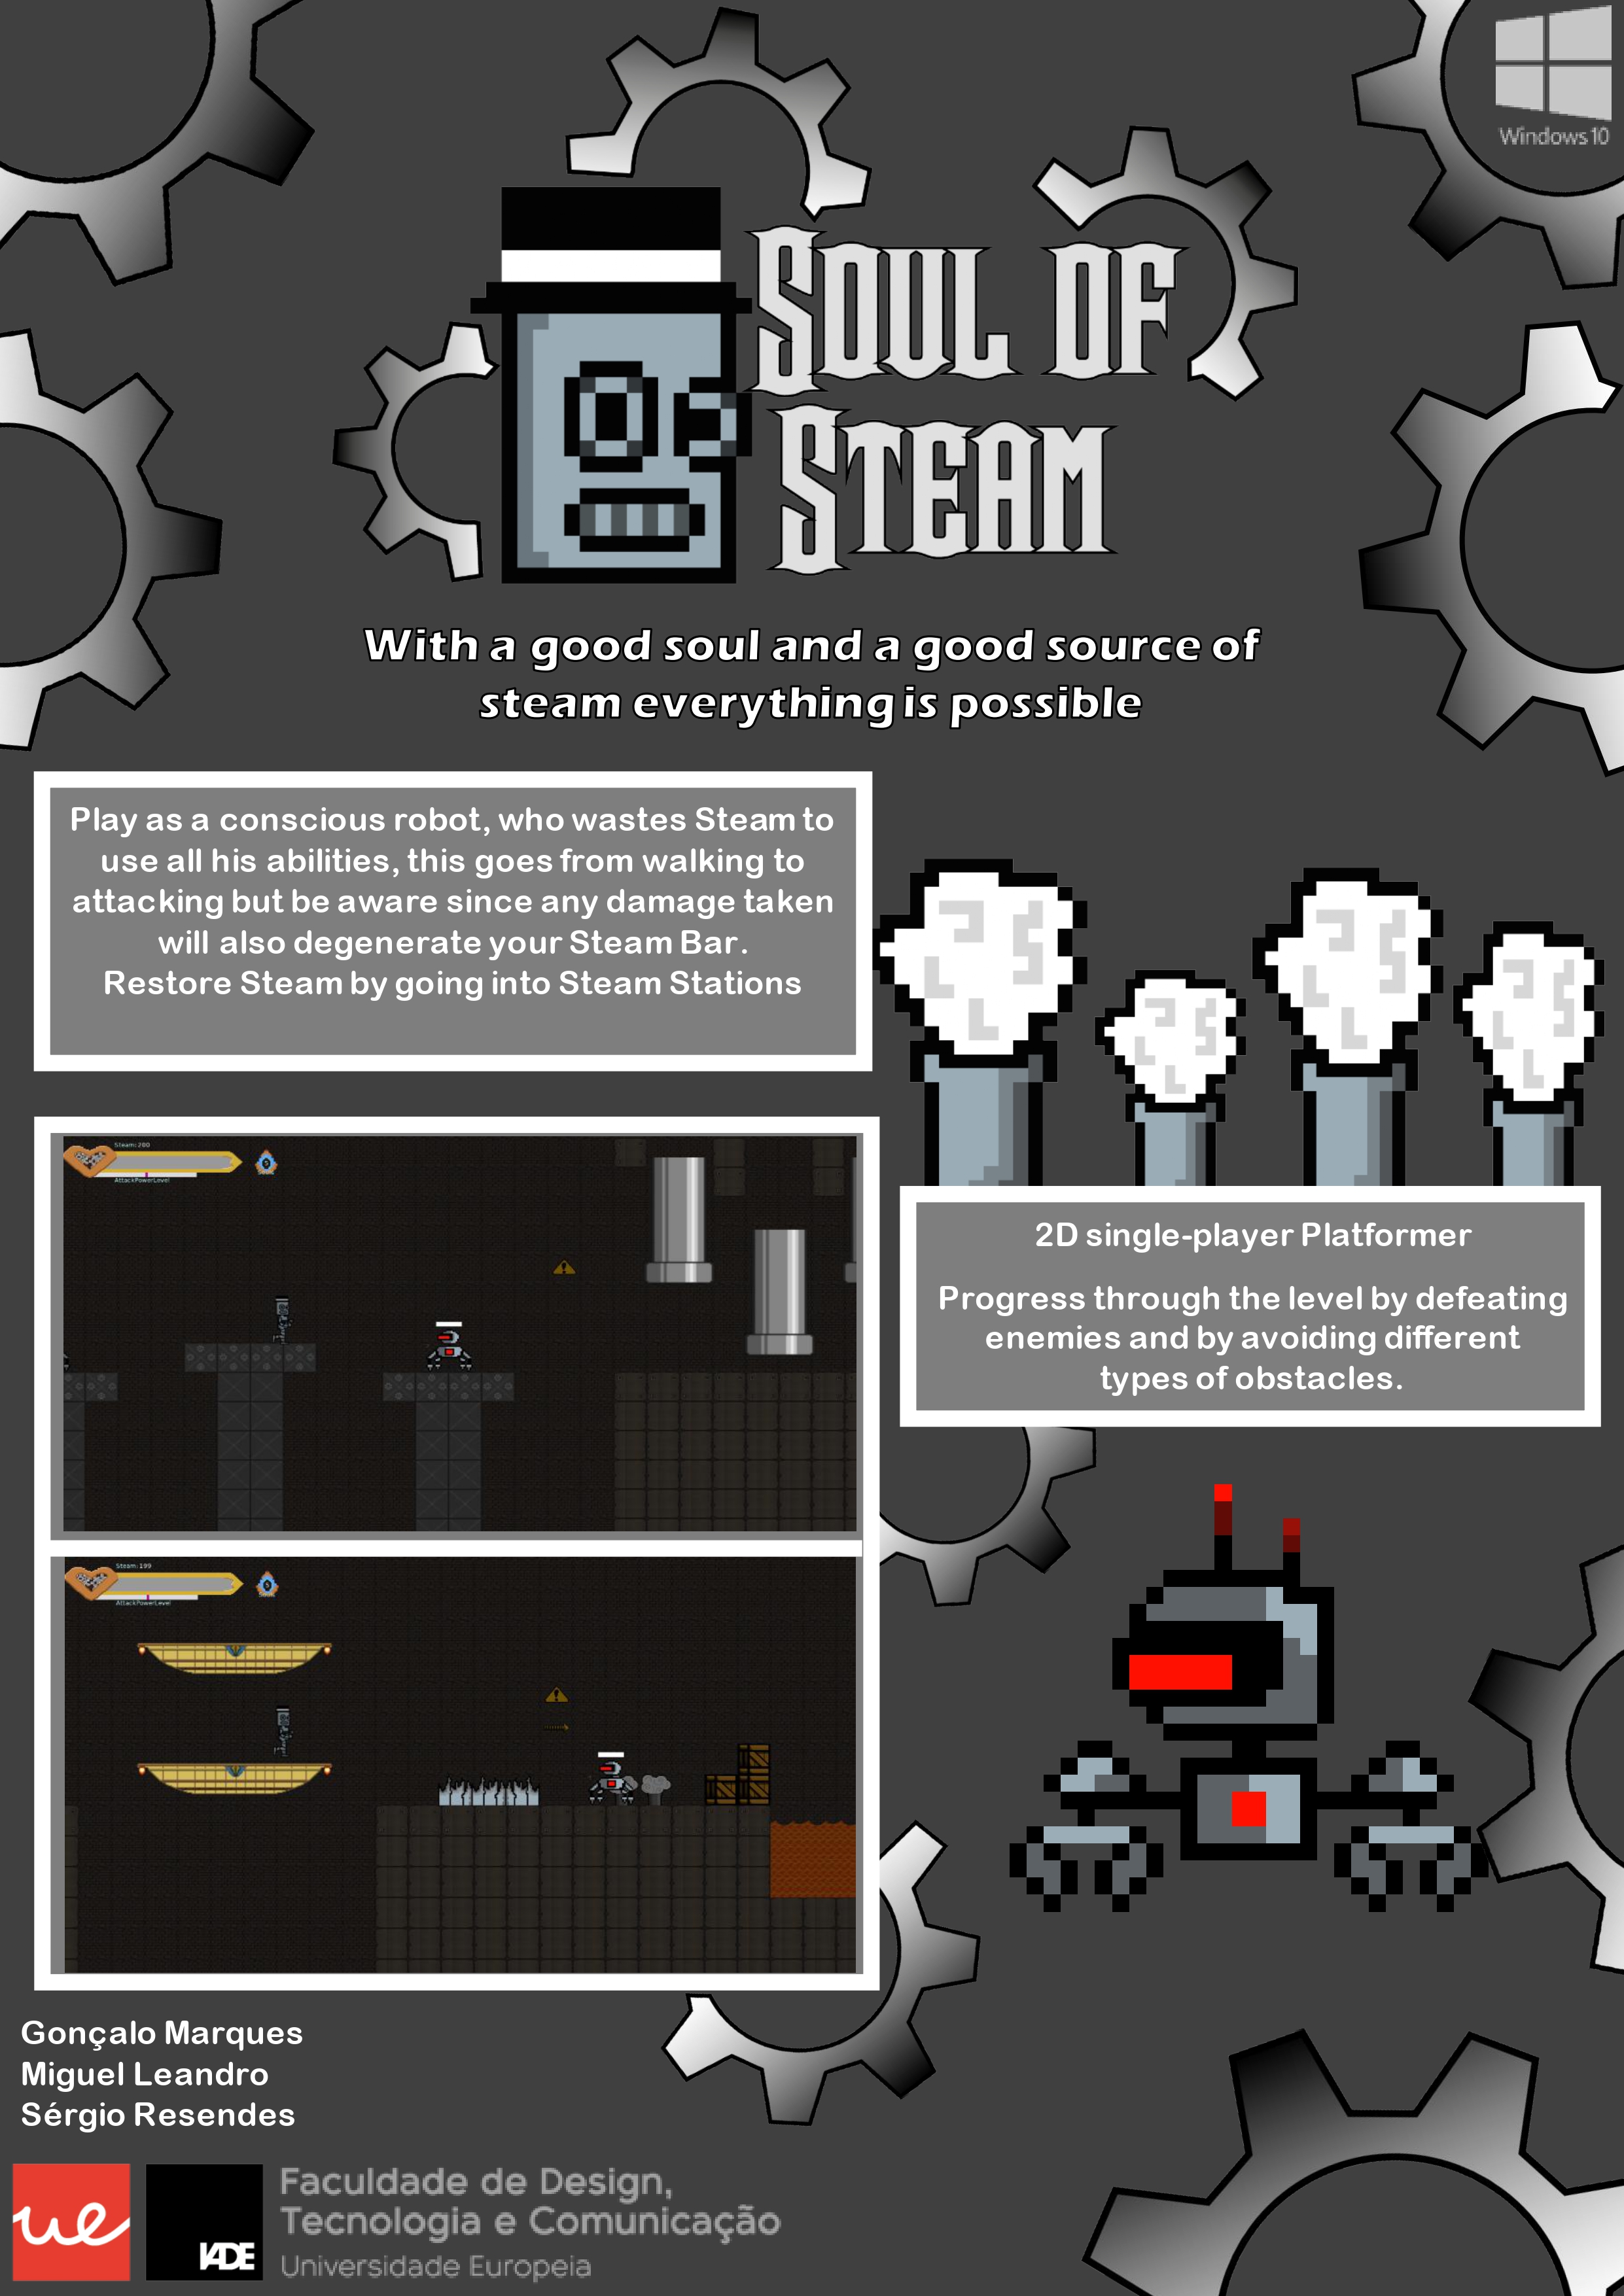 Windows 10
SOUL OF
STEAM
With a good soul and a good source of
steam everything is possible
Play as a conscious robot, who wastes Steam to
use all his abilities, this goes from walking to
attacking but be aware since any damage taken
will also degenerate your Steam Bar.
Restore Steam by going into Steam Stations
Steam:200
AttackPowerLevel
2D single-player Platformer
Progress through the level by defeating
enemies and by avoiding different
types of obstacles.
Steam:199
AttackPowerLevel
Gonçalo Marques
Miguel Leandro
Sérgio Resendes
ue
IADE
Faculdade de Design,
Tecnologia e Comunicação
Universidade Europeia